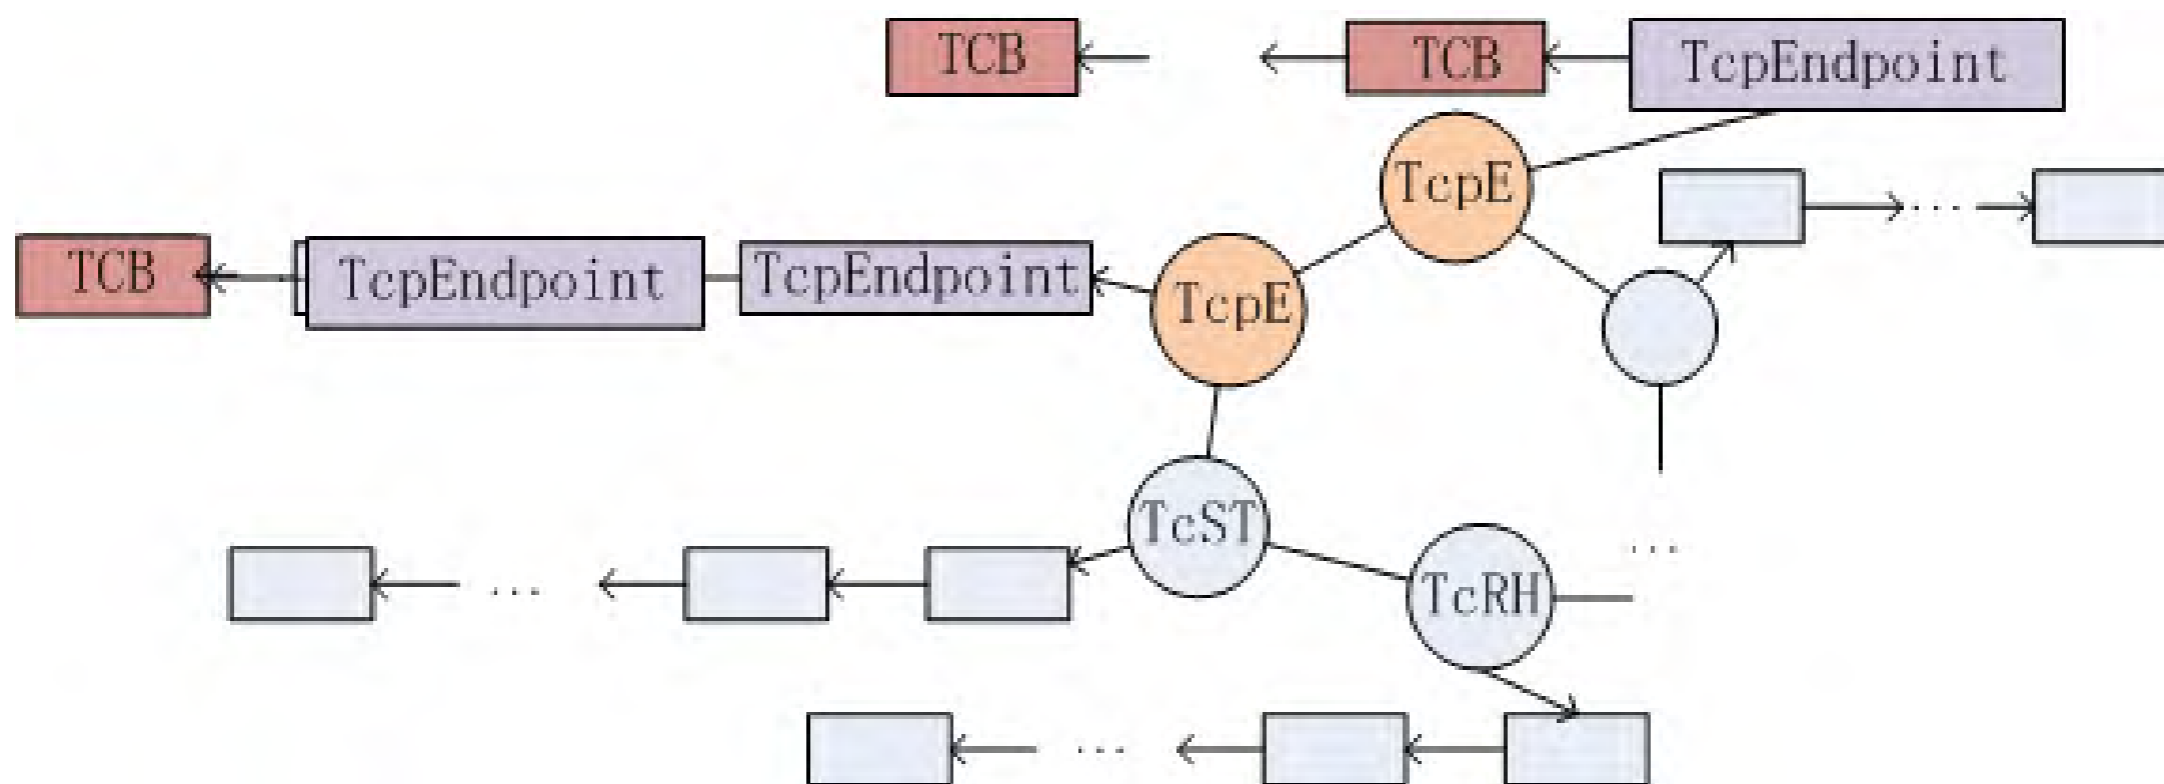 TCB
TCB
TcpEndpoint
TcpE
...
TCB
TcpEndpoint
TcpEndpoint
TcpE
TcST
...
TcRH
...
...